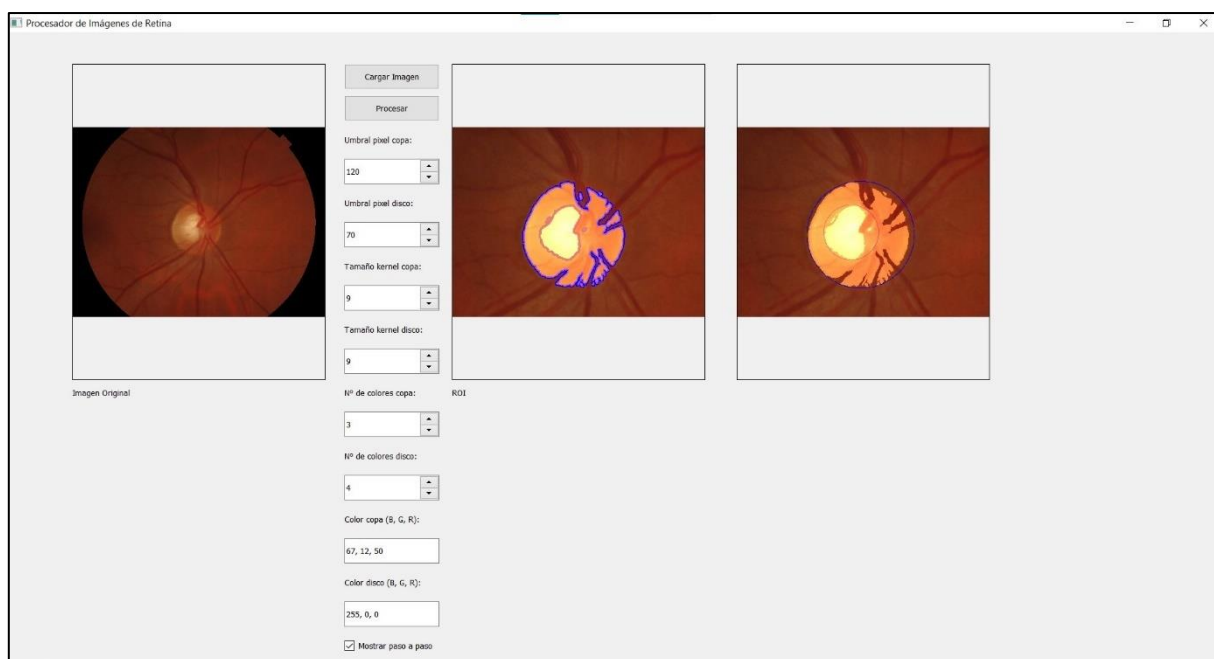 Procesador de Imágenes de Retina
Cargar Imagen
Procesar
Umbral pixel copa:
120
Umbral pixel disco:
70
Tamaño kernel copa:
9
Tamaño kernel disco:
9
Imagen Original
Nº de colores copa:
ROI
3
Nº de colores disco:
4
Color copa (B, G, R):
67, 12, 50
Color disco (B, G, R):
255, 0, 0
Mostrar paso a paso